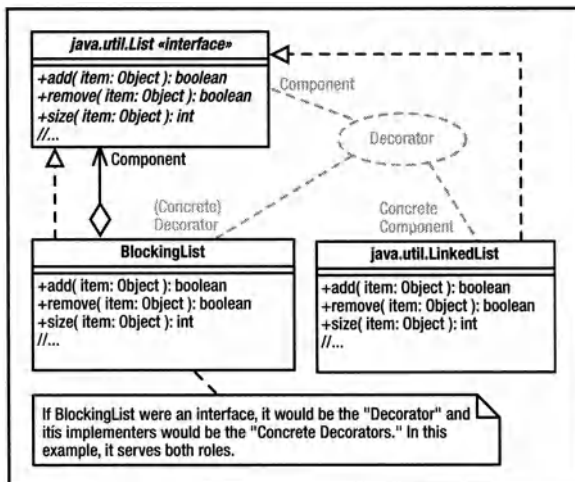 java.util.List «interface»
+add( item: Object ): boolean
+remove( item: Object ): boolean
+size( item: Object ): int
//...
Component
Decorator
Component
(Concrete)
Decorator
Concrete
Component
BlockingList
+add( item: Object ): boolean
+remove( item: Object ): boolean
+size( item: Object ): int
//...
java.util.LinkedList
+add( item: Object ): boolean
+remove( item: Object ): boolean
+size( item: Object ): int
//...
If BlockingList were an interface, it would be the "Decorator" and
itís implementers would be the "Concrete Decorators." In this
example, it serves both roles.